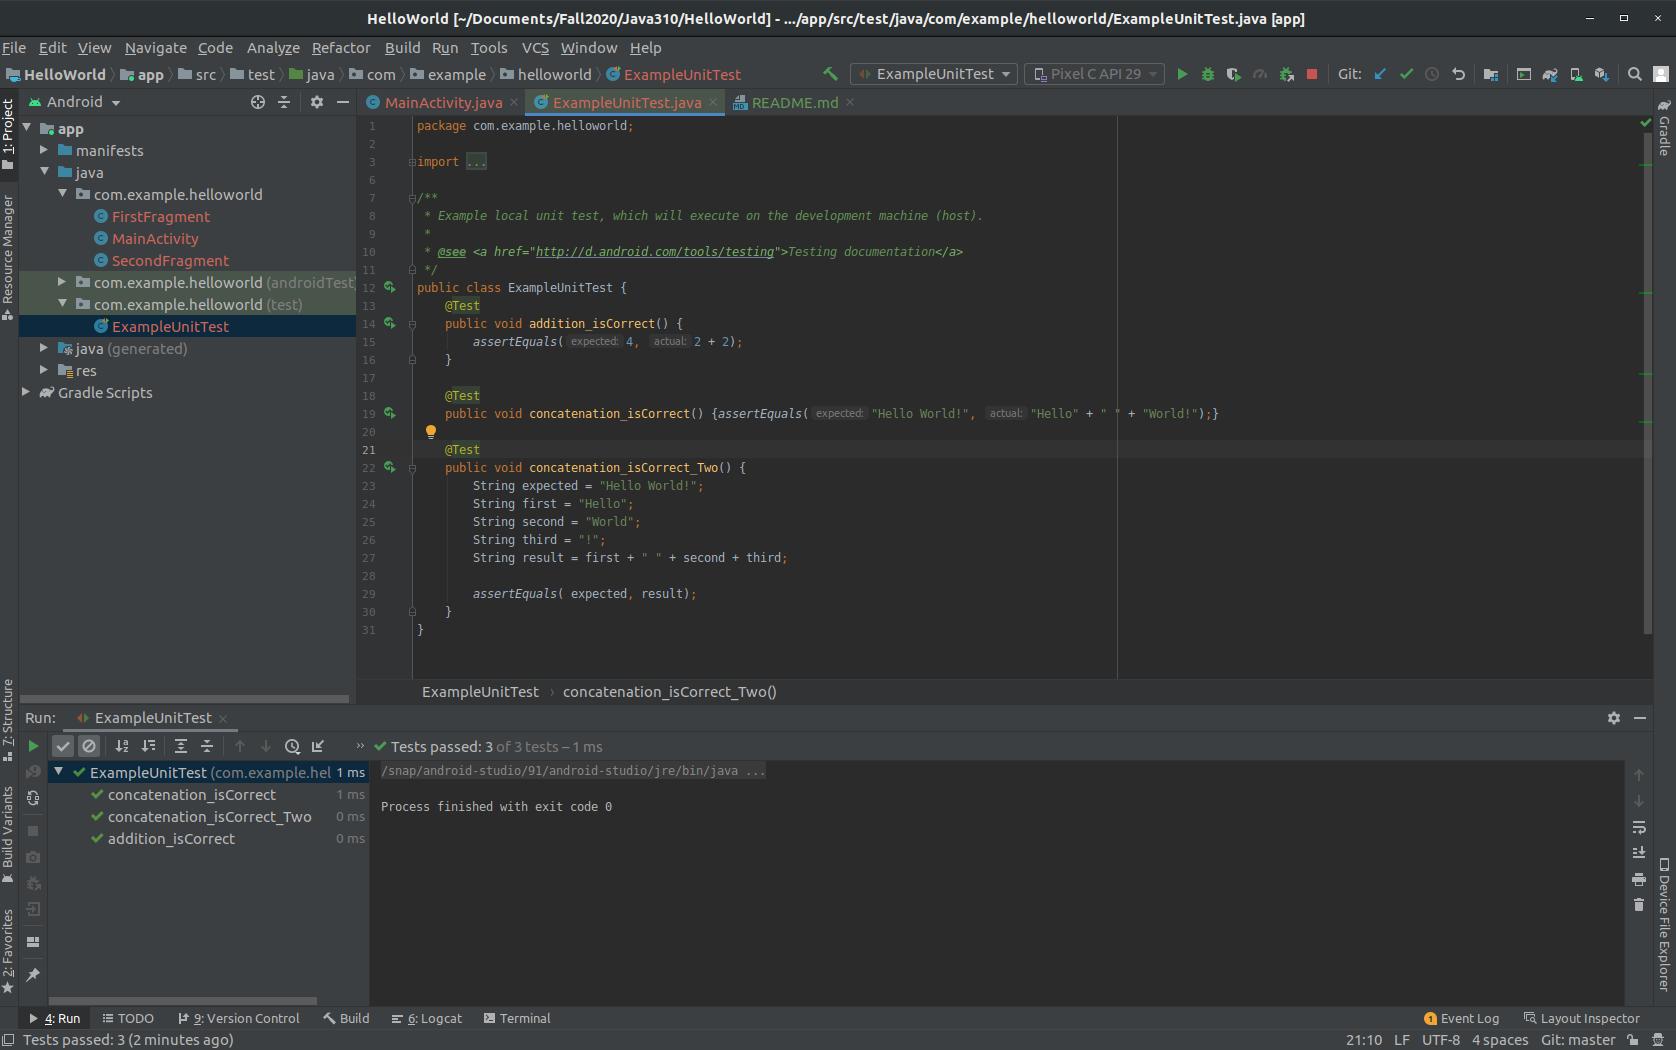 HelloWorld [~/Documents/Fall2020/Java310/HelloWorld] - .../app/src/test/java/com/example/helloworld/ExampleUnitTest.java [app]
File Edit View Navigate Code Analyze Refactor Build Run Tools VCS Window Help
HelloWorld app src test java com example helloworld ExampleUnitTest ExampleUnitTest Pixel C API 29 Git:
1: Project
Resource Manager
7: Structure
Build Variants
2: Favorites
Android
app
manifests
java
com.example.helloworld
FirstFragment
MainActivity
SecondFragment
com.example.helloworld (androidTest
com.example.helloworld (test)
ExampleUnitTest
java (generated)
res
Gradle Scripts
MainActivity.java ExampleUnitTest.java README.md
1 package com.example.helloworld;
2
3 import ...
6
7 /**
8 * Example local unit test, which will execute on the development machine (host).
9 *
10 * @see <a href="http://d.android.com/tools/testing">Testing documentation</a>
11 */
12 public class ExampleUnitTest {
13 @Test
14 public void addition_isCorrect() {
15 assertEquals( expected: 4, actual: 2 + 2);
16 }
17
18 @Test
19 public void concatenation_isCorrect() {assertEquals( expected: "Hello World!", actual: "Hello" + " " + "World!");}
20
21 @Test
22 public void concatenation_isCorrect_Two() {
23 String expected = "Hello World!";
24 String first = "Hello";
25 String second = "World";
26 String third = "!";
27 String result = first + " " + second + third;
28
29 assertEquals( expected, result);
30 }
31 }
ExampleUnitTest › concatenation_isCorrect_Two()
Gradle
Device File Explorer
Run: ExampleUnitTest
» Tests passed: 3 of 3 tests – 1 ms
ExampleUnitTest (com.example.hel 1 ms
concatenation_isCorrect 1 ms
concatenation_isCorrect_Two 0 ms
addition_isCorrect 0 ms
/snap/android-studio/91/android-studio/jre/bin/java ...
Process finished with exit code 0
4: Run TODO 9: Version Control Build 6: Logcat Terminal 1 Event Log Layout Inspector
Tests passed: 3 (2 minutes ago) 21:10 LF UTF-8 4 spaces Git: master